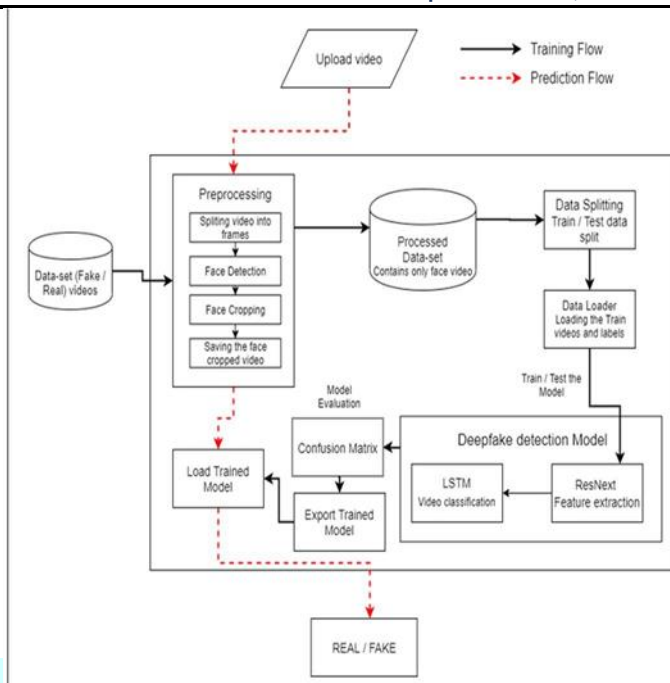 Upload video
Training Flow
Prediction Flow
Preprocessing
Spliting video into
frames
Face Detection
Face Cropping
Saving the face
cropped video
Data-set (Fake /
Real) videos
Processed
Data-set
Contains only face video
Data Splitting
Train / Test data
split
Data Loader
Loading the Train
videos and labels
Train / Test the
Model
Model
Evaluation
Confusion Matrix
Export Trained
Model
Load Trained
Model
Deepfake detection Model
LSTM
Video classification
ResNext
Feature extraction
REAL / FAKE